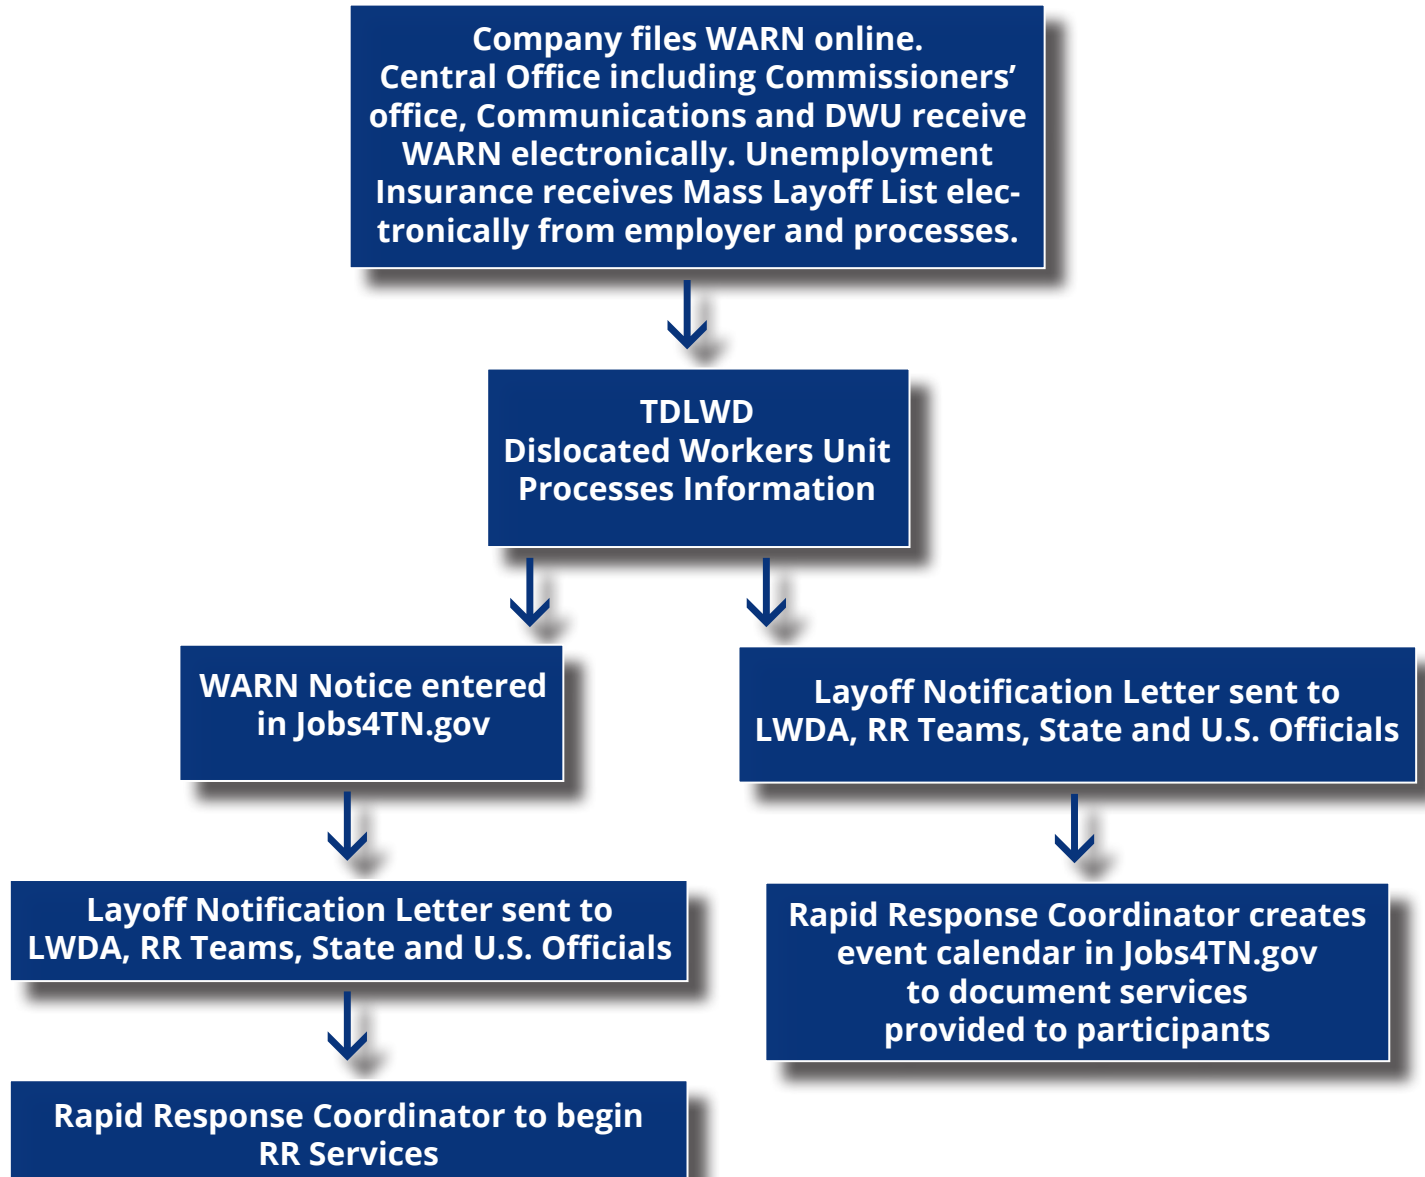 Company files WARN online.
Central Office including Commissioners’
office, Communications and DWU receive
WARN electronically. Unemployment
Insurance receives Mass Layoff List elec-
tronically from employer and processes.
TDLWD
Dislocated Workers Unit
Processes Information
WARN Notice entered
in Jobs4TN.gov
Layoff Notification Letter sent to
LWDA, RR Teams, State and U.S. Officials
Layoff Notification Letter sent to
LWDA, RR Teams, State and U.S. Officials
Rapid Response Coordinator creates
event calendar in Jobs4TN.gov
to document services
provided to participants
Rapid Response Coordinator to begin
RR Services